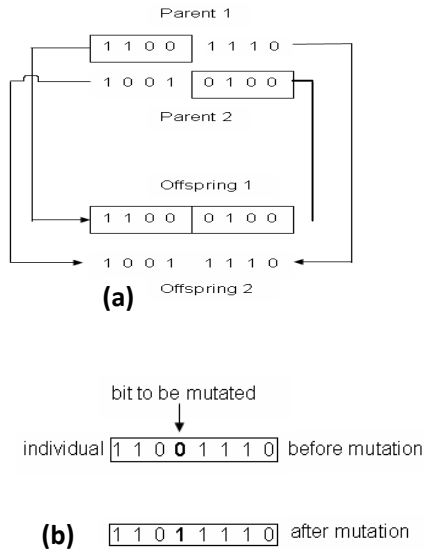 Parent 1
1 1 0 0 1 1 1 0
1 0 0 1 0 1 0 0
Parent 2
Offspring 1
1 1 0 0 0 1 0 0
1 0 0 1 1 1 1 0
(a)
Offspring 2
bit to be mutated
individual 1 1 0 0 1 1 1 0 before mutation
(b) 1 1 0 1 1 1 1 0 after mutation